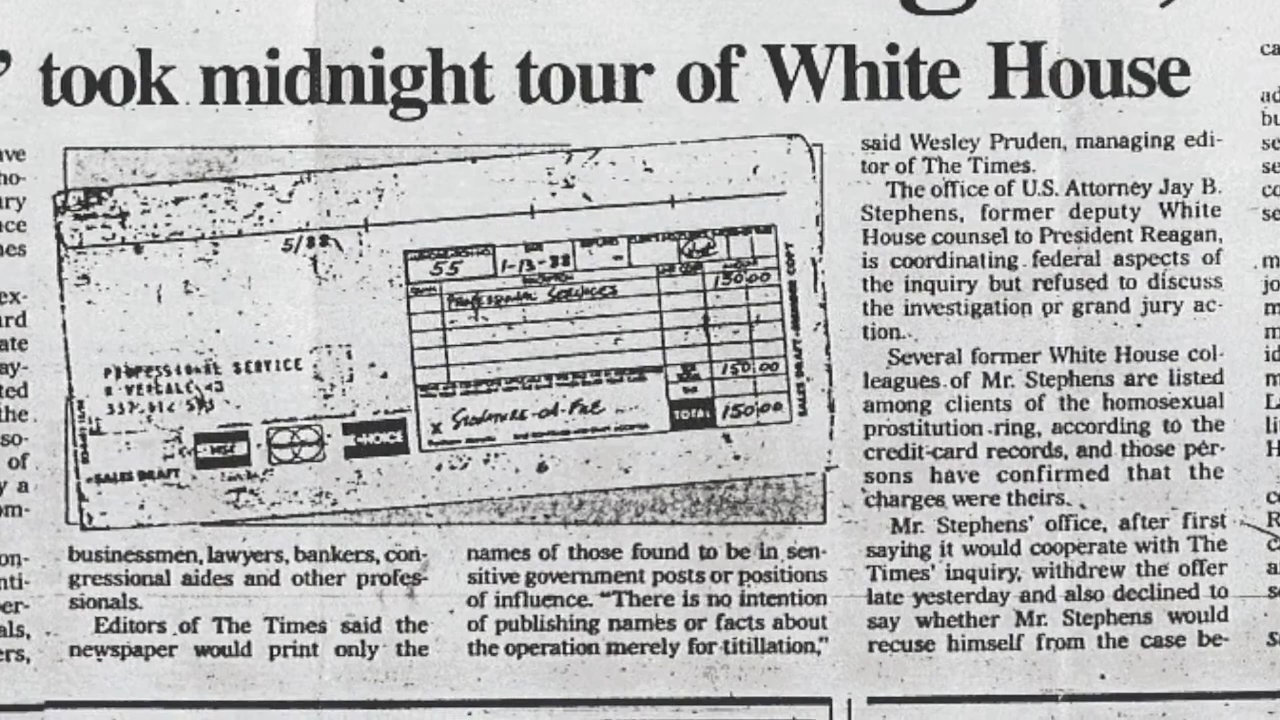 ’ took midnight tour of White House
5/88
55
1-13-88
Professional Services
150 00
150 00
x Signature-on-File
TOTAL
150 00
PROFESSIONAL SERVICE
SALES DRAFT
CHOICE
businessmen, lawyers, bankers, con-
gressional aides and other profes-
sionals.
Editors of The Times said the
newspaper would print only the
names of those found to be in sen-
sitive government posts or positions
of influence. “There is no intention
of publishing names or facts about
the operation merely for titillation,”
said Wesley Pruden, managing edi-
tor of The Times.
The office of U.S. Attorney Jay B.
Stephens, former deputy White
House counsel to President Reagan,
is coordinating federal aspects of
the inquiry but refused to discuss
the investigation or grand jury ac-
tion.
Several former White House col-
leagues of Mr. Stephens are listed
among clients of the homosexual
prostitution ring, according to the
credit-card records, and those per-
sons have confirmed that the
charges were theirs.
Mr. Stephens’ office, after first
saying it would cooperate with The
Times’ inquiry, withdrew the offer
late yesterday and also declined to
say whether Mr. Stephens would
recuse himself from the case be-